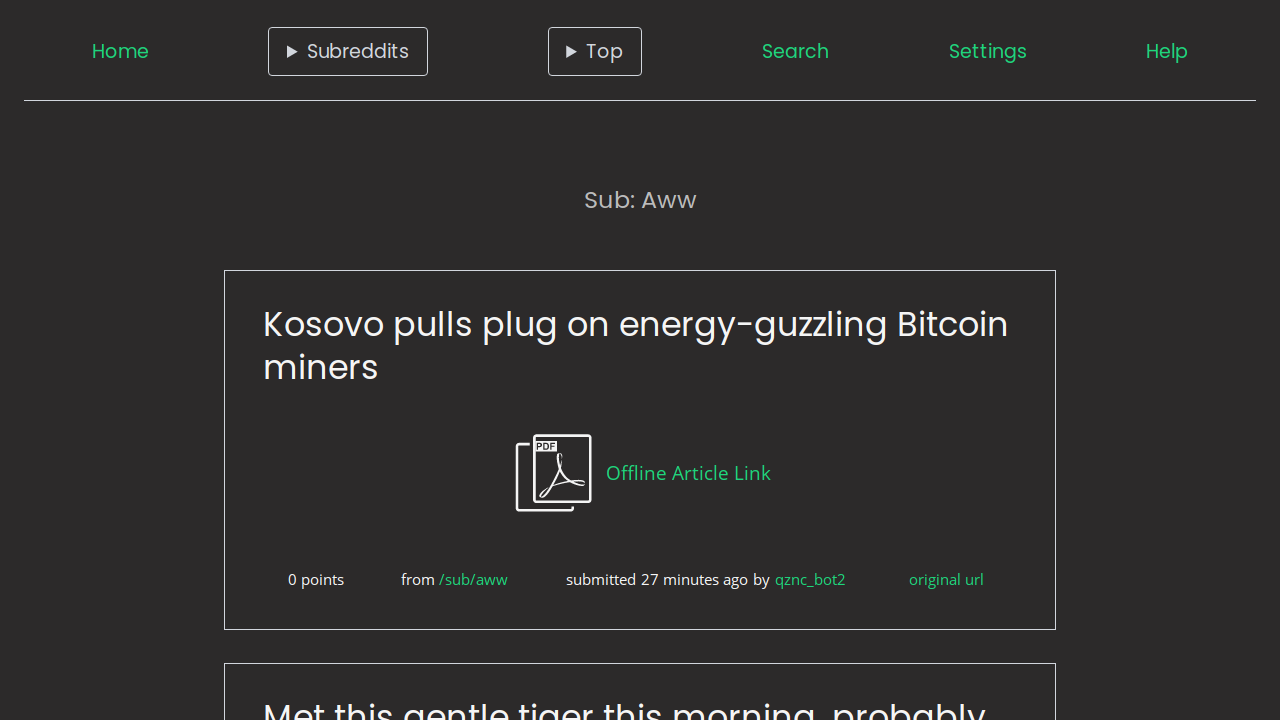 Home ▶ Subreddits ▶ Top Search Settings Help
Sub: Aww
Kosovo pulls plug on energy-guzzling Bitcoin
miners
PDF
Offline Article Link
0 points from /sub/aww submitted 27 minutes ago by qznc_bot2 original url
Met this gentle tiger this morning, probably